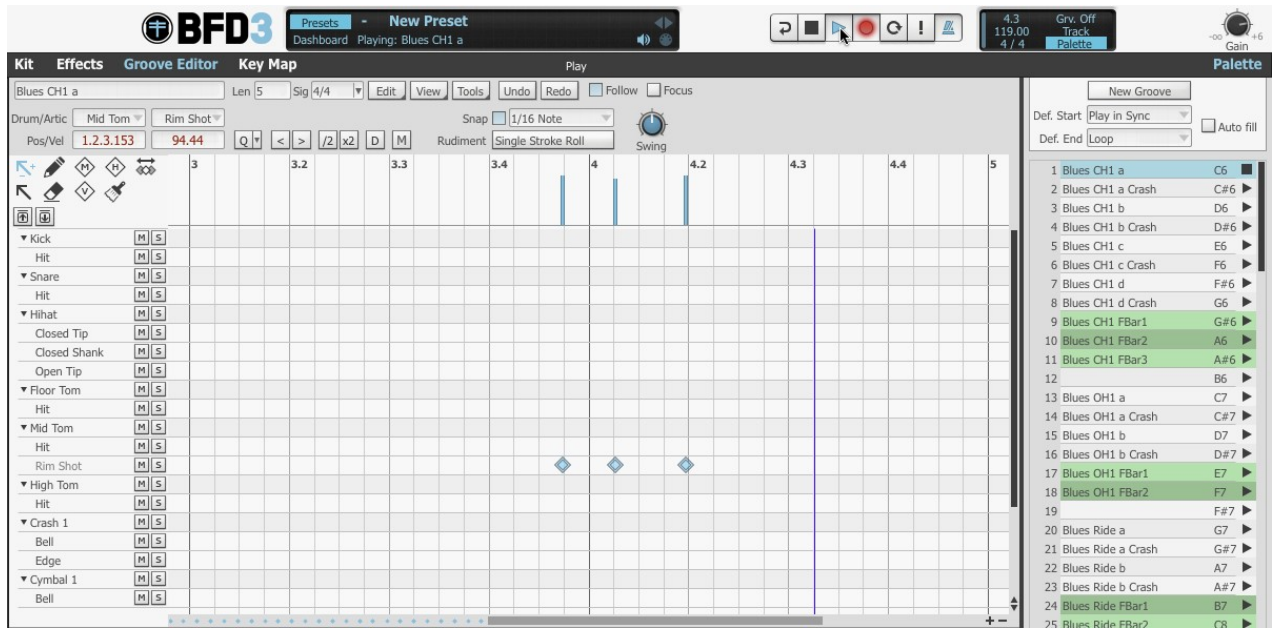 BFD3
Presets - New Preset
Dashboard Playing: Blues CH1 a
4.3 Grv. Off
119.00 Track
4 / 4 Palette
-oo +6
Gain
Kit Effects Groove Editor Key Map Play Palette
Blues CH1 a Len 5 Sig 4/4 Edit View Tools Undo Redo Follow Focus
Drum/Artic Mid Tom Rim Shot Snap 1/16 Note
Pos/Vel 1.2.3.153 94.44 Q < > /2 x2 D M Rudiment Single Stroke Roll Swing
New Groove
Def. Start Play in Sync
Def. End Loop
Auto fill
3 3.2 3.3 3.4 4 4.2 4.3 4.4 5
M H
V
Kick M S
Hit M S
Snare M S
Hit M S
Hihat M S
Closed Tip M S
Closed Shank M S
Open Tip M S
Floor Tom M S
Hit M S
Mid Tom M S
Hit M S
Rim Shot M S
High Tom M S
Hit M S
Crash 1 M S
Bell M S
Edge M S
Cymbal 1 M S
Bell M S
1 Blues CH1 a C6
2 Blues CH1 a Crash C#6
3 Blues CH1 b D6
4 Blues CH1 b Crash D#6
5 Blues CH1 c E6
6 Blues CH1 c Crash F6
7 Blues CH1 d F#6
8 Blues CH1 d Crash G6
9 Blues CH1 FBar1 G#6
10 Blues CH1 FBar2 A6
11 Blues CH1 FBar3 A#6
12 B6
13 Blues OH1 a C7
14 Blues OH1 a Crash C#7
15 Blues OH1 b D7
16 Blues OH1 b Crash D#7
17 Blues OH1 FBar1 E7
18 Blues OH1 FBar2 F7
19 F#7
20 Blues Ride a G7
21 Blues Ride a Crash G#7
22 Blues Ride b A7
23 Blues Ride b Crash A#7
24 Blues Ride FBar1 B7
25 Blues Ride FBar2 C8